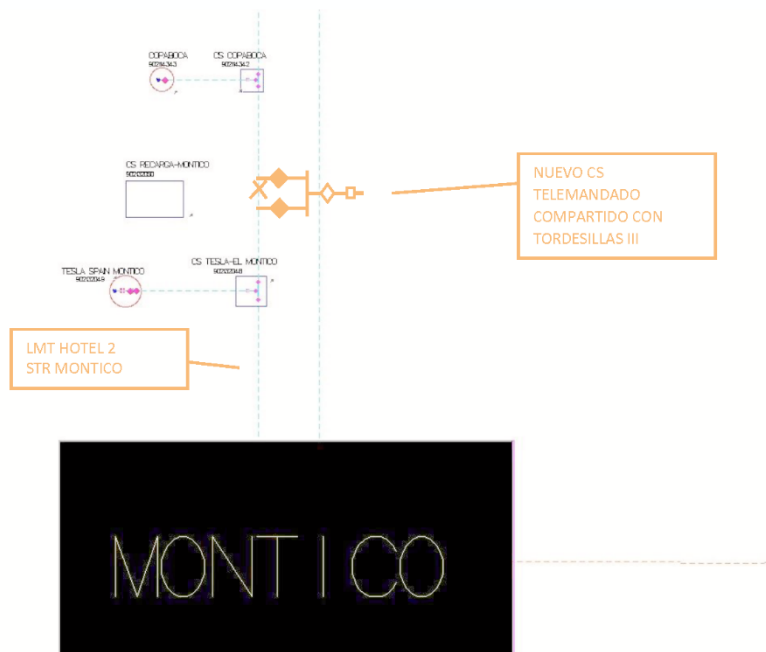 COPABOCA
CS COPABOCA
CS RECARGA-MONTICO
NUEVO CS
TELEMANDADO
COMPARTIDO CON
TORDESILLAS III
CS TESLA-EL MONTICO
TESLA SPAIN MONTICO
LMT HOTEL 2
STR MONTICO
MONTICO